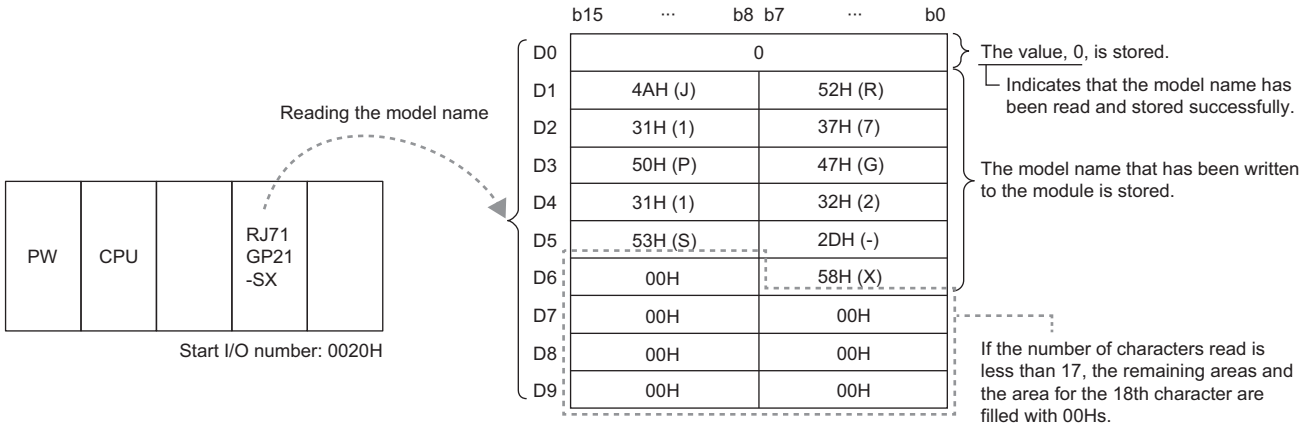 b15 ... b8 b7 ... b0
D0 0
D1 4AH (J) 52H (R)
D2 31H (1) 37H (7)
D3 50H (P) 47H (G)
D4 31H (1) 32H (2)
D5 53H (S) 2DH (-)
D6 00H 58H (X)
D7 00H 00H
D8 00H 00H
D9 00H 00H
Reading the model name
PW CPU
RJ71
GP21
-SX
Start I/O number: 0020H
The value, 0, is stored.
Indicates that the model name has
been read and stored successfully.
The model name that has been written
to the module is stored.
If the number of characters read is
less than 17, the remaining areas and
the area for the 18th character are
filled with 00Hs.